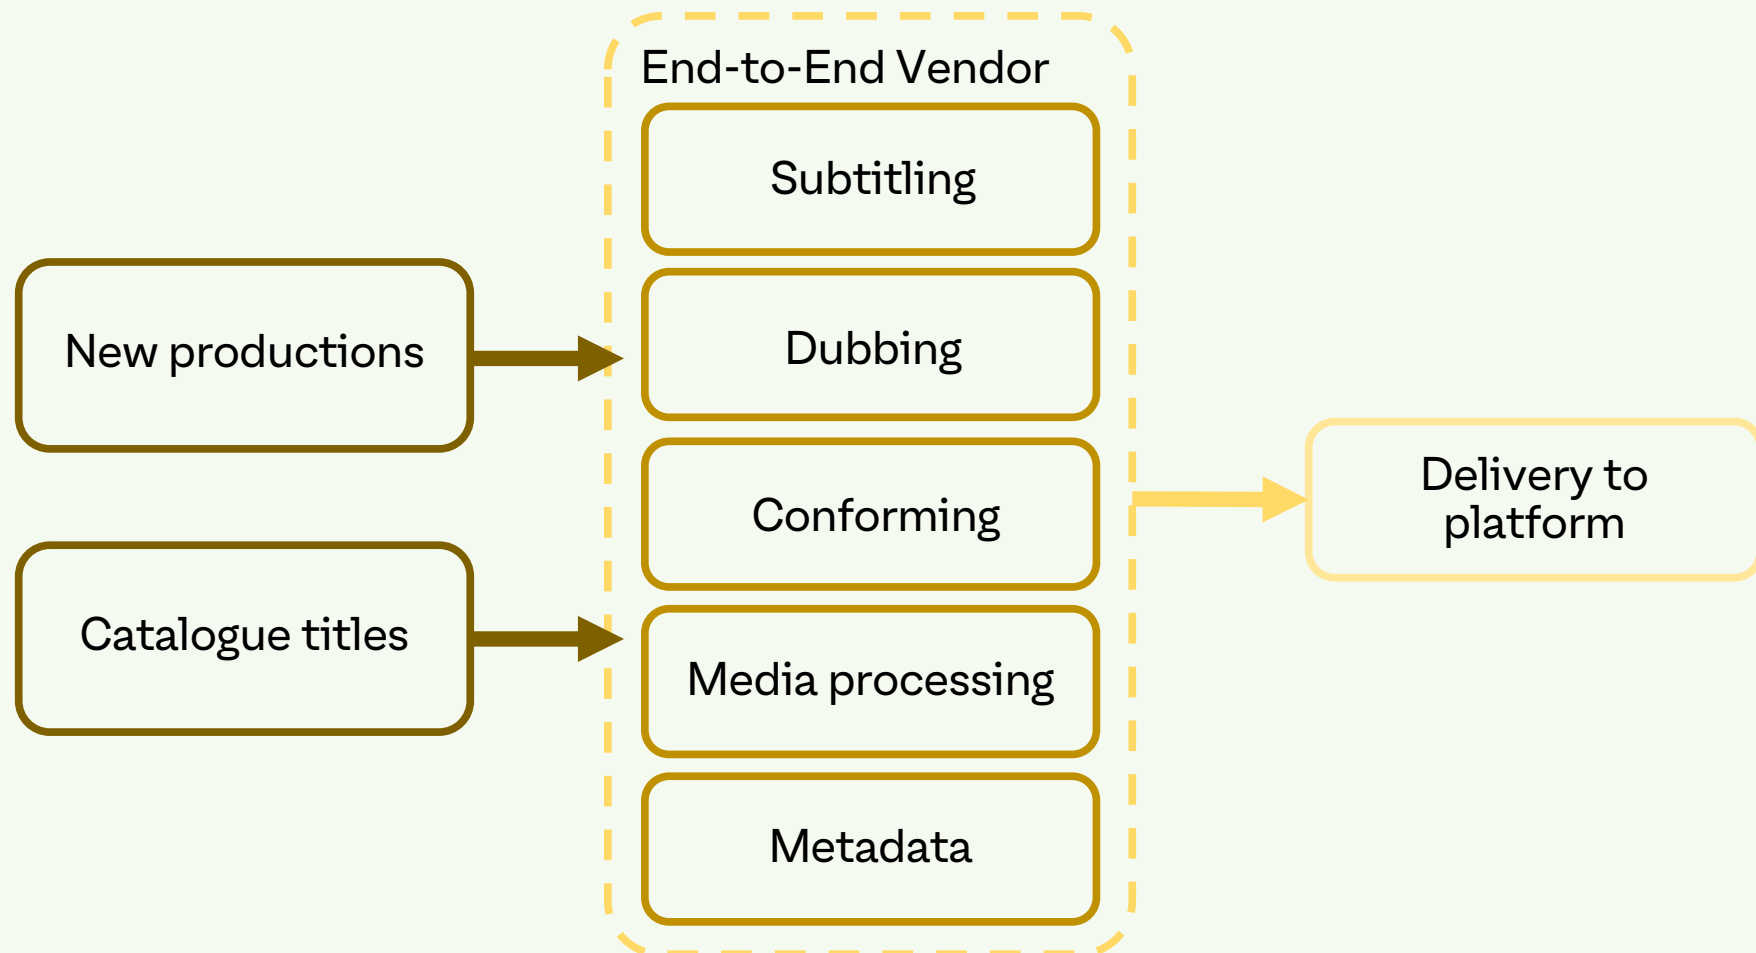 End-to-End Vendor
Subtitling
New productions
Dubbing
Conforming
Delivery to
platform
Catalogue titles
Media processing
Metadata